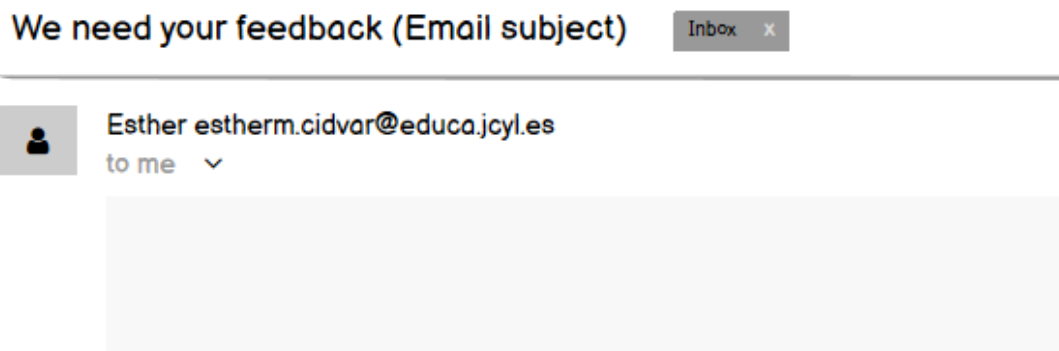 We need your feedback (Email subject) Inbox x
Esther estherm.cidvar@educa.jcyl.es
to me